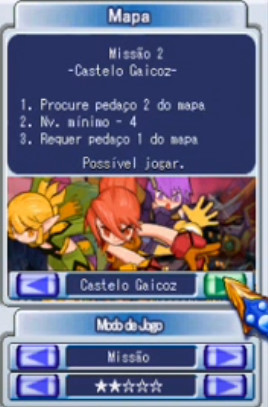 Mapa
Missão 2
-Castelo Gaicoz-
1. Procure pedaço 2 do mapa
2. Nv. mínimo - 4
3. Requer pedaço 1 do mapa
Possível jogar.
Castelo Gaicoz
Modo de Jogo
Missão
★★☆☆☆